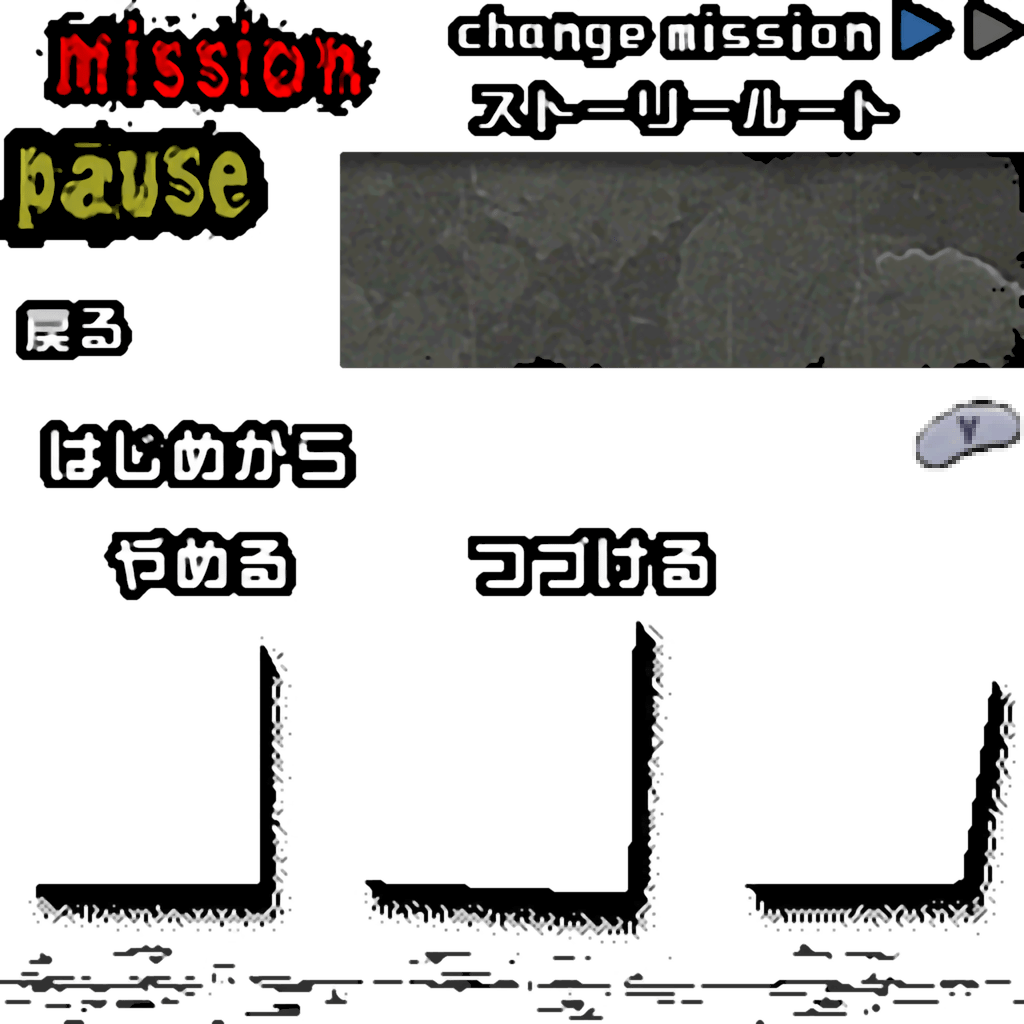 mission
change mission
ストーリールート
pause
戻る
はじめから
Y
やめる
つづける